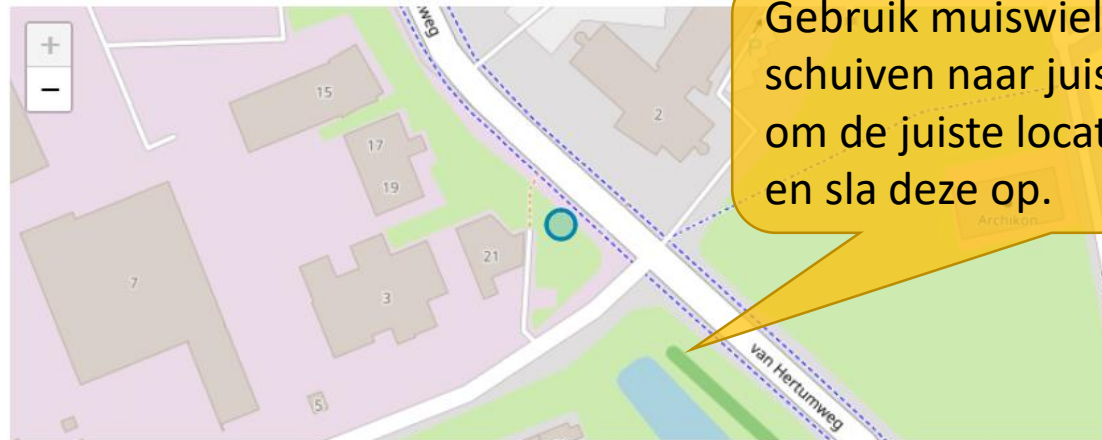 Gebruik muiswiel
schuiven naar juis
om de juiste locat
en sla deze op.
+
−
weg
15
P
2
17
19
Archikon
21
7
3
van Hertumweg
5